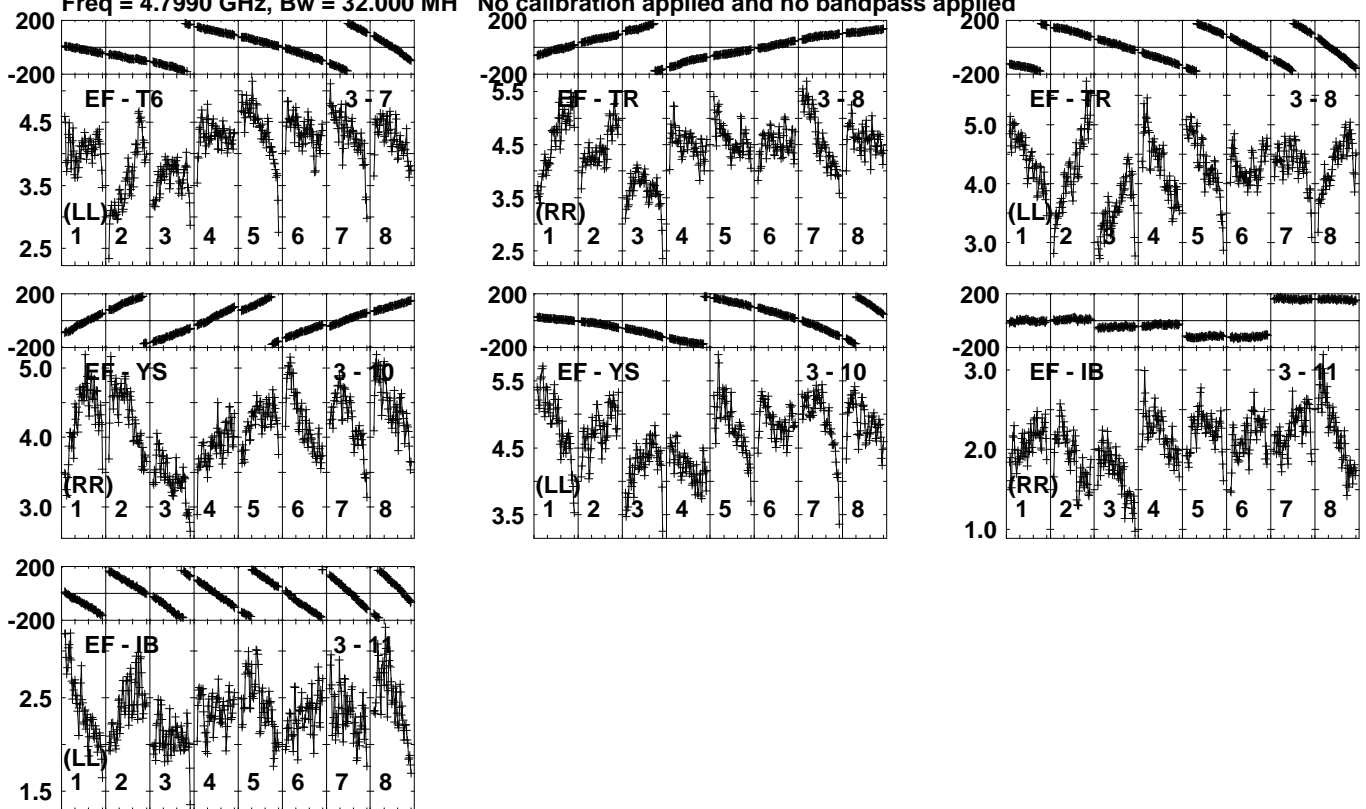 Freq = 4.7990 GHz, Bw = 32.000 MH No calibration applied and no bandpass applied
200
-200
EF - T6 3 - 7
4.5
3.5
2.5
(LL)
1 2 3 4 5 6 7 8
200
-200
EF - TR 3 - 8
5.5
4.5
3.5
2.5
(RR)
1 2 3 4 5 6 7 8
200
-200
EF - TR 3 - 8
5.0
4.0
3.0
(LL)
1 2 3 4 5 6 7 8
200
-200
EF - YS 3 - 10
5.0
4.0
3.0
(RR)
1 2 3 4 5 6 7 8
200
-200
EF - YS 3 - 10
5.5
4.5
3.5
(LL)
1 2 3 4 5 6 7 8
200
-200
EF - IB 3 - 11
3.0
2.0
1.0
(RR)
1 2 3 4 5 6 7 8
200
-200
EF - IB 3 - 11
2.5
1.5
(LL)
1 2 3 4 5 6 7 8